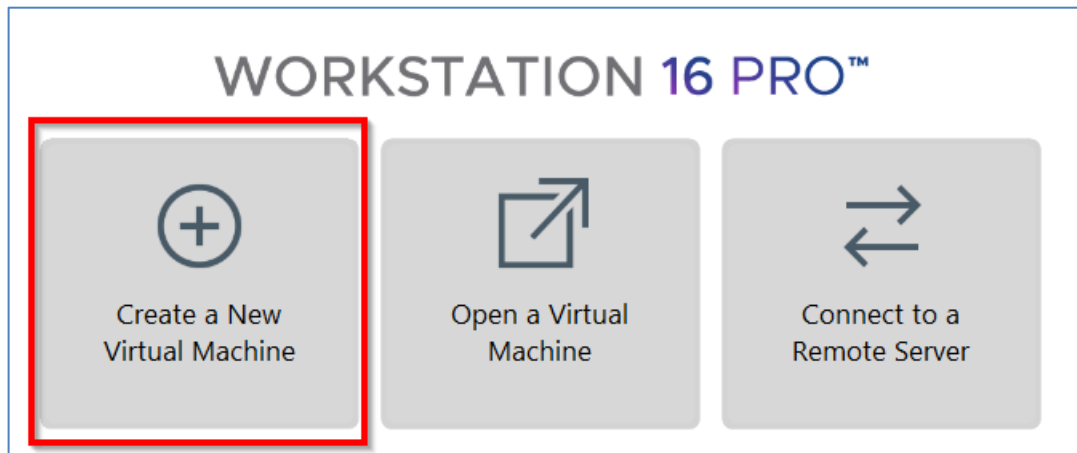 WORKSTATION 16 PRO™
Create a New
Virtual Machine
Open a Virtual
Machine
Connect to a
Remote Server